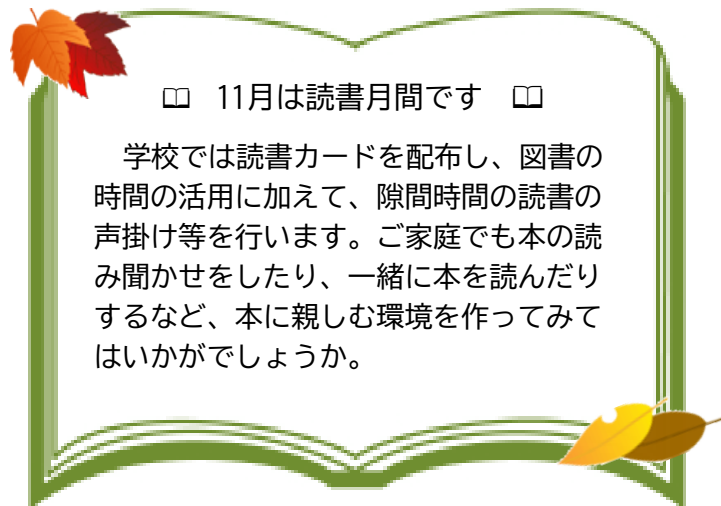 🕮 11月は読書月間です 🕮
　学校では読書カードを配布し、図書の
時間の活用に加えて、隙間時間の読書の
声掛け等を行います。ご家庭でも本の読
み聞かせをしたり、一緒に本を読んだり
するなど、本に親しむ環境を作ってみて
はいかがでしょうか。